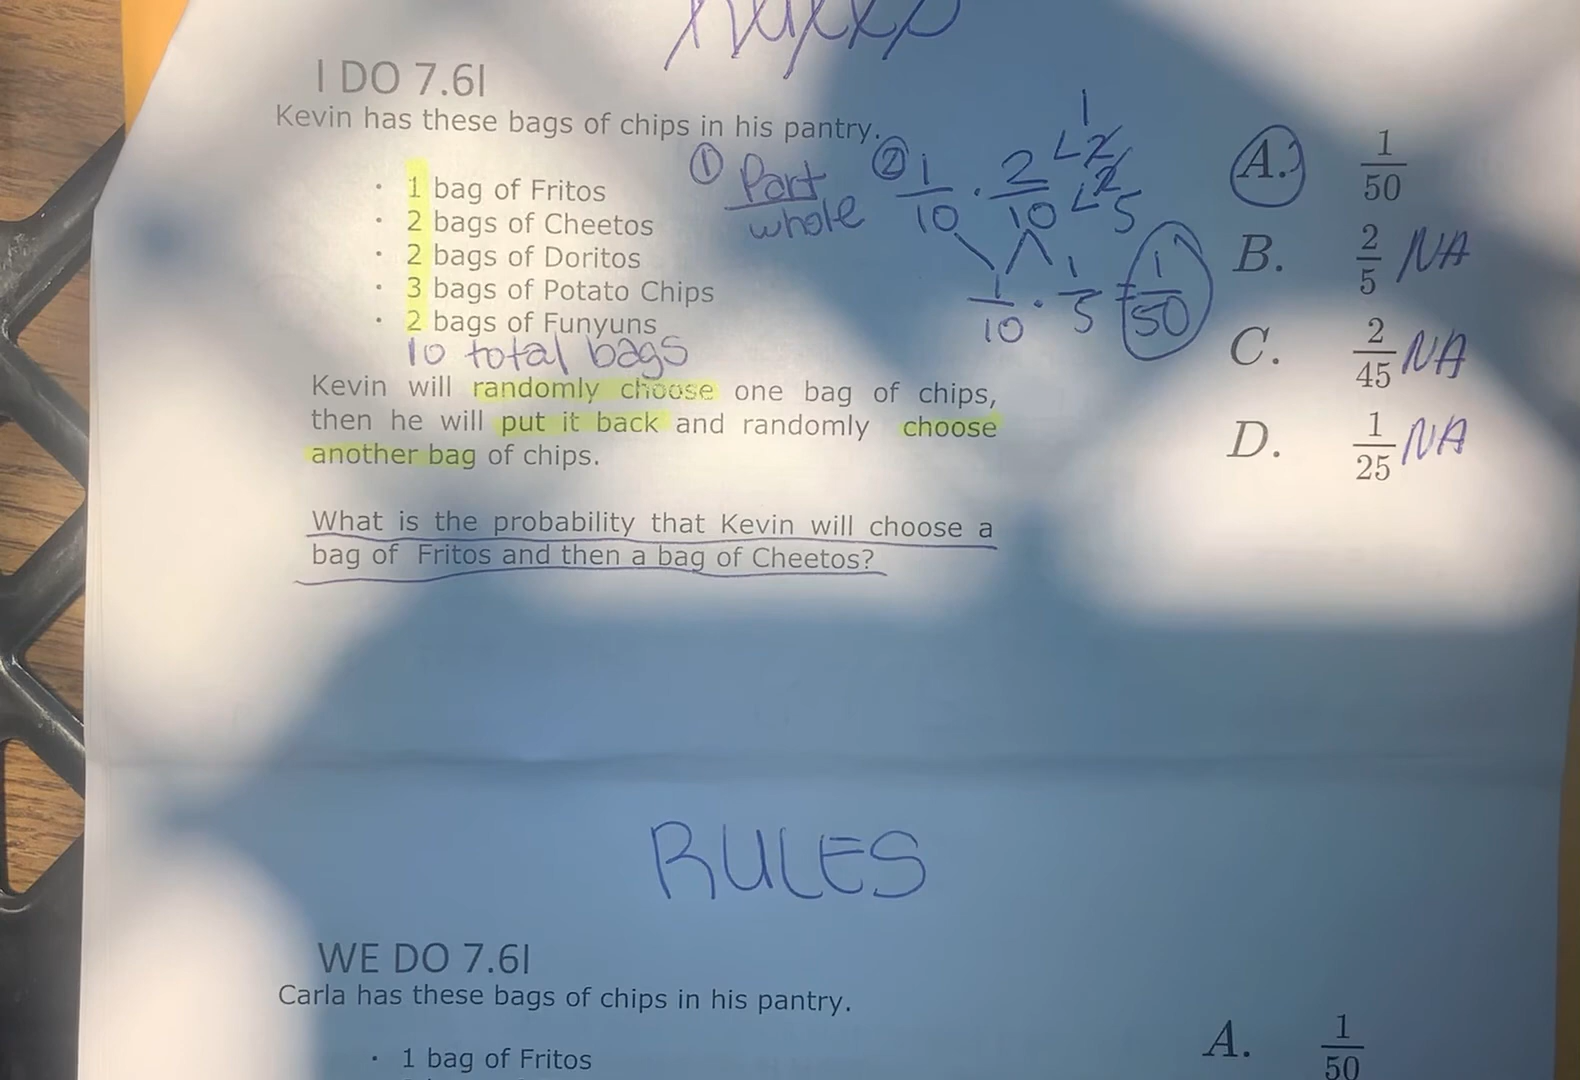 I DO 7.6I
Kevin has these bags of chips in his pantry.
· 1 bag of Fritos
· 2 bags of Cheetos
· 2 bags of Doritos
· 3 bags of Potato Chips
· 2 bags of Funyuns
10 total bags
① Part/whole
② 1/10 · 2/10
1
<2
<2
5
1/10 · 1/5 = 1/50
Kevin will randomly choose one bag of chips,
then he will put it back and randomly choose
another bag of chips.
What is the probability that Kevin will choose a
bag of Fritos and then a bag of Cheetos?
A. 1/50
B. 2/5 NA
C. 2/45 NA
D. 1/25 NA
RULES
WE DO 7.6I
Carla has these bags of chips in his pantry.
· 1 bag of Fritos
A. 1/50